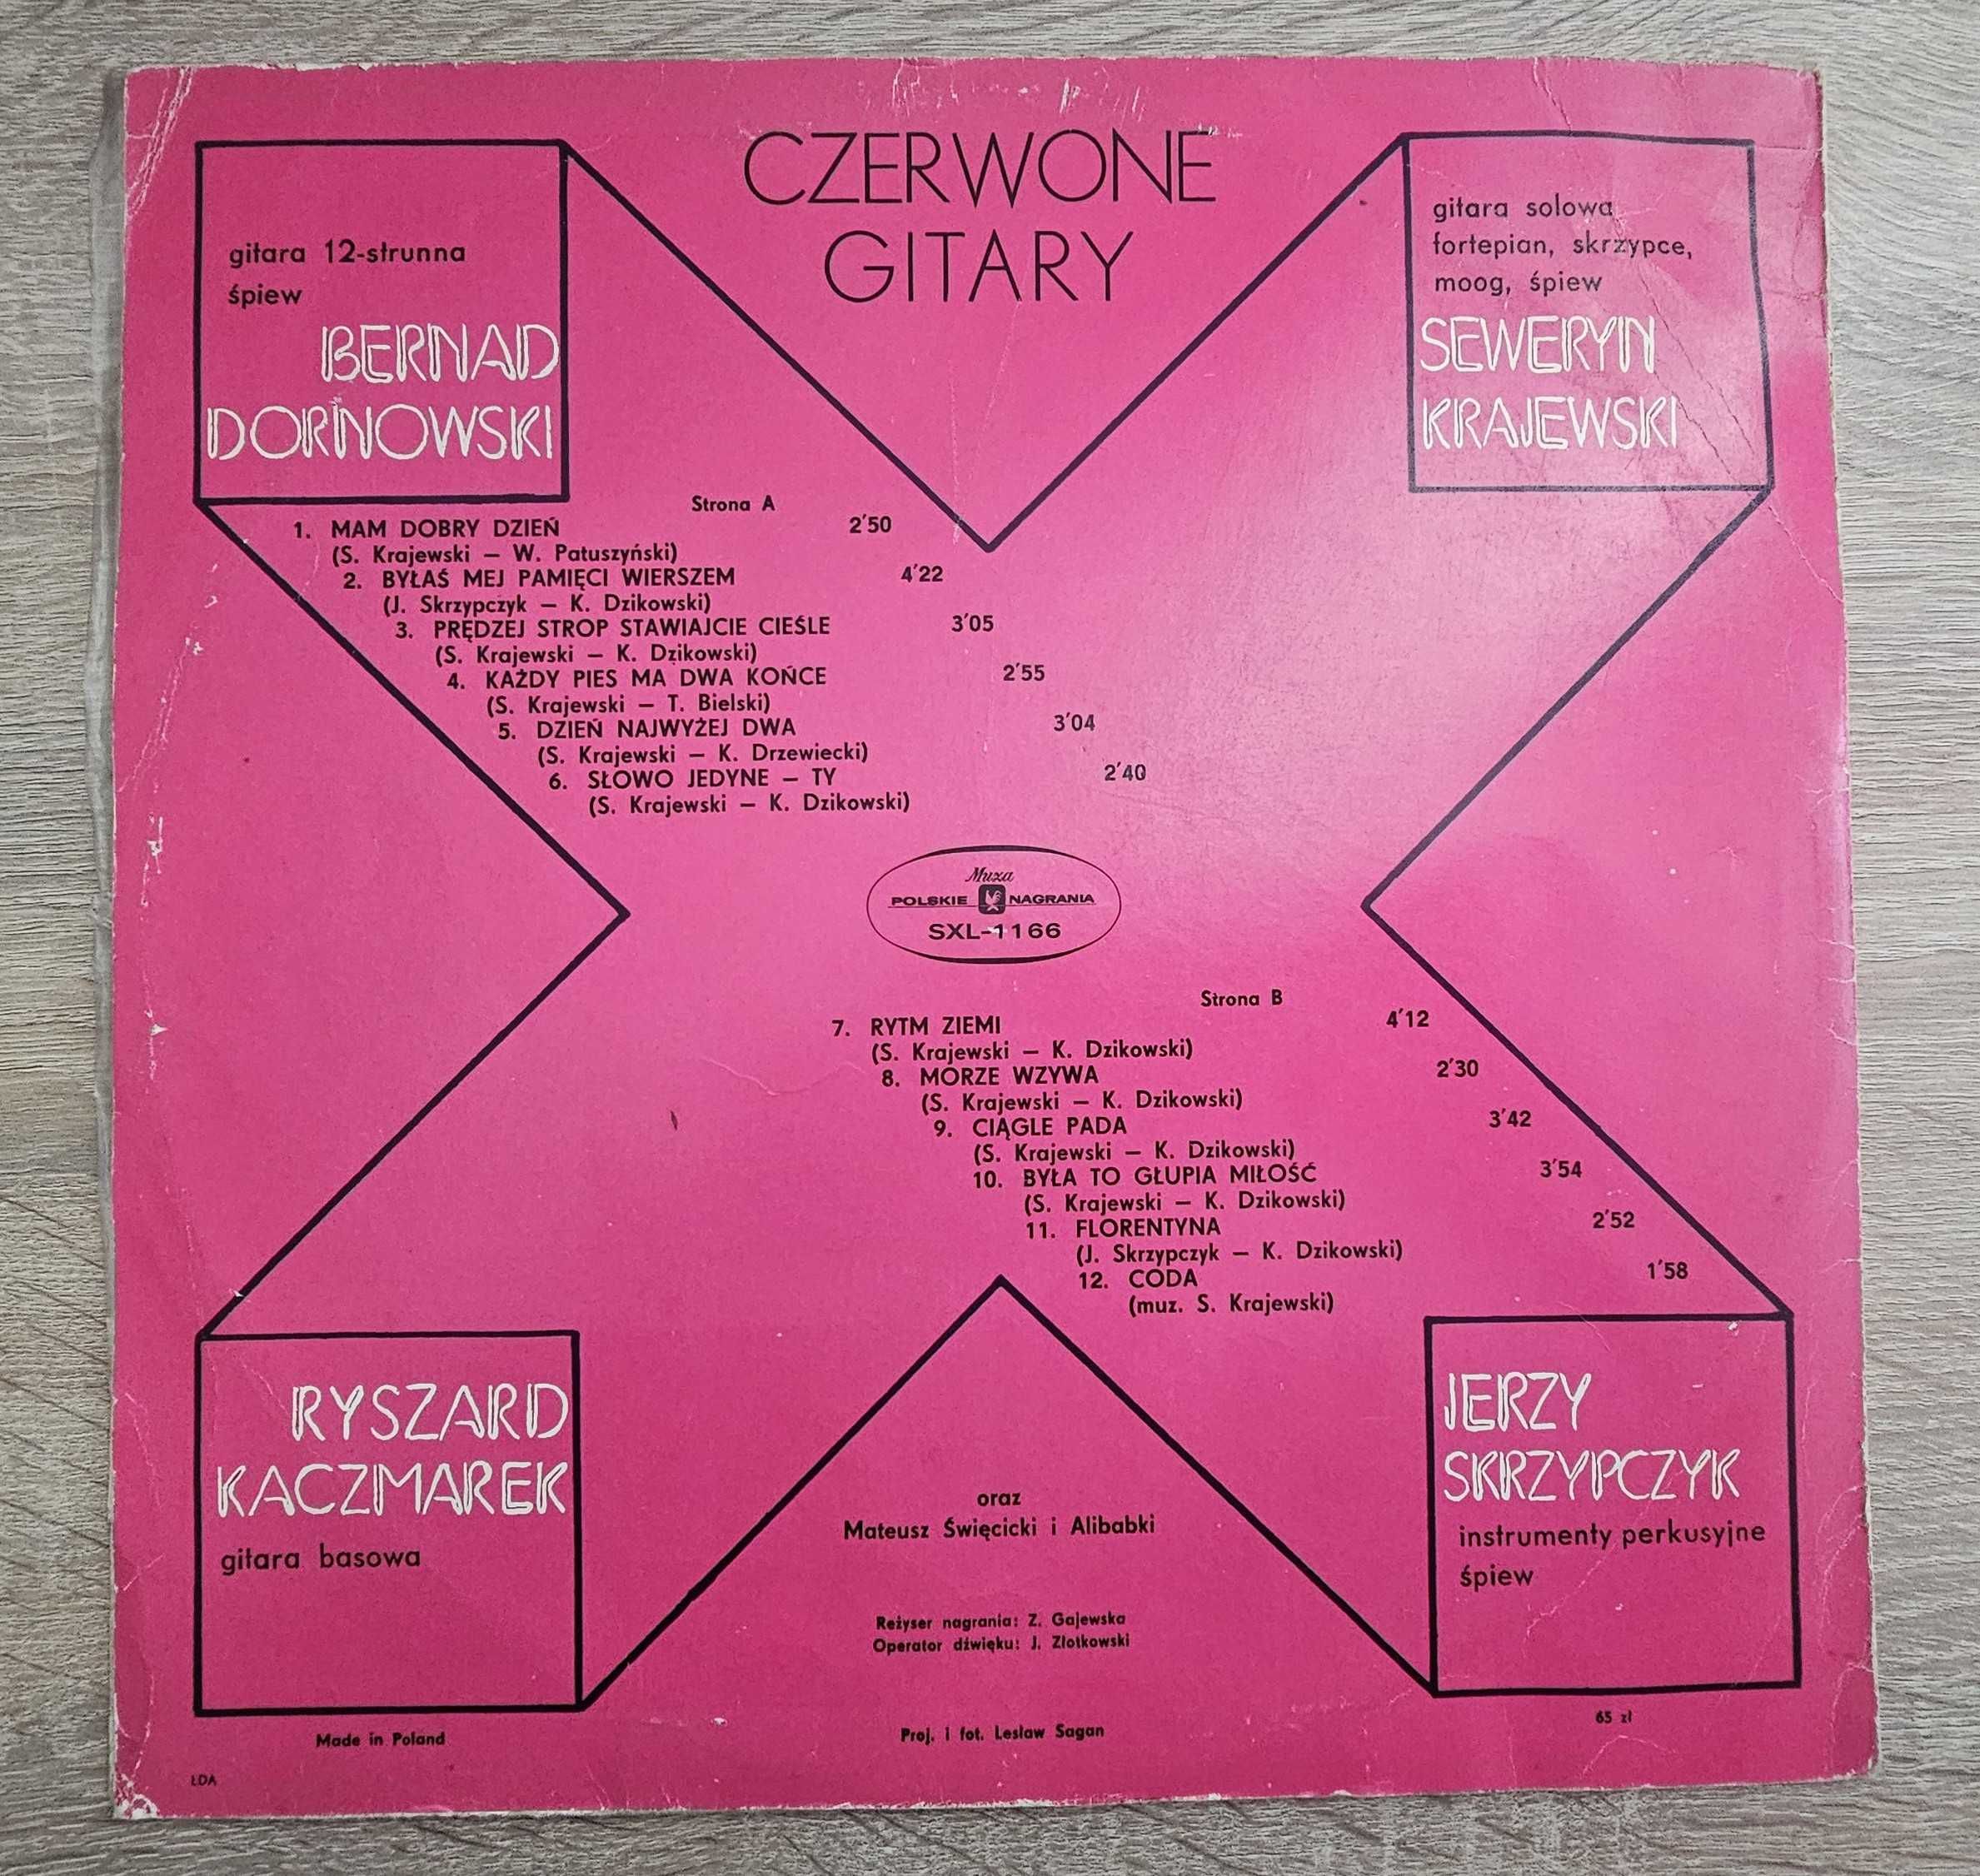 CZERWONE
GITARY
gitara 12-strunna
śpiew
BERNAD
DORNOWSKI
gitara solowa
fortepian, skrzypce,
moog, śpiew
SEWERYN
KRAJEWSKI
Strona A
1. MAM DOBRY DZIEŃ 2′50
(S. Krajewski – W. Patuszyński)
2. BYŁAŚ MEJ PAMIĘCI WIERSZEM 4′22
(J. Skrzypczyk – K. Dzikowski)
3. PRĘDZEJ STROP STAWIAJCIE CIEŚLE 3′05
(S. Krajewski – K. Dzikowski)
4. KAŻDY PIES MA DWA KOŃCE 2′55
(S. Krajewski – T. Bielski)
5. DZIEŃ NAJWYŻEJ DWA 3′04
(S. Krajewski – K. Drzewiecki)
6. SŁOWO JEDYNE – TY 2′40
(S. Krajewski – K. Dzikowski)
Muza
POLSKIE NAGRANIA
SXL-1166
Strona B
7. RYTM ZIEMI 4′12
(S. Krajewski – K. Dzikowski)
8. MORZE WZYWA 2′30
(S. Krajewski – K. Dzikowski)
9. CIĄGLE PADA 3′42
(S. Krajewski – K. Dzikowski)
10. BYŁA TO GŁUPIA MIŁOŚĆ 3′54
(S. Krajewski – K. Dzikowski)
11. FLORENTYNA 2′52
(J. Skrzypczyk – K. Dzikowski)
12. CODA 1′58
(muz. S. Krajewski)
RYSZARD
KACZMAREK
gitara basowa
JERZY
SKRZYPCZYK
instrumenty perkusyjne
śpiew
oraz
Mateusz Święcicki i Alibabki
Reżyser nagrania: Z. Gajewska
Operator dźwięku: J. Złotkowski
Proj. i fot. Lesław Sagan
Made in Poland
65 zł
ŁDA